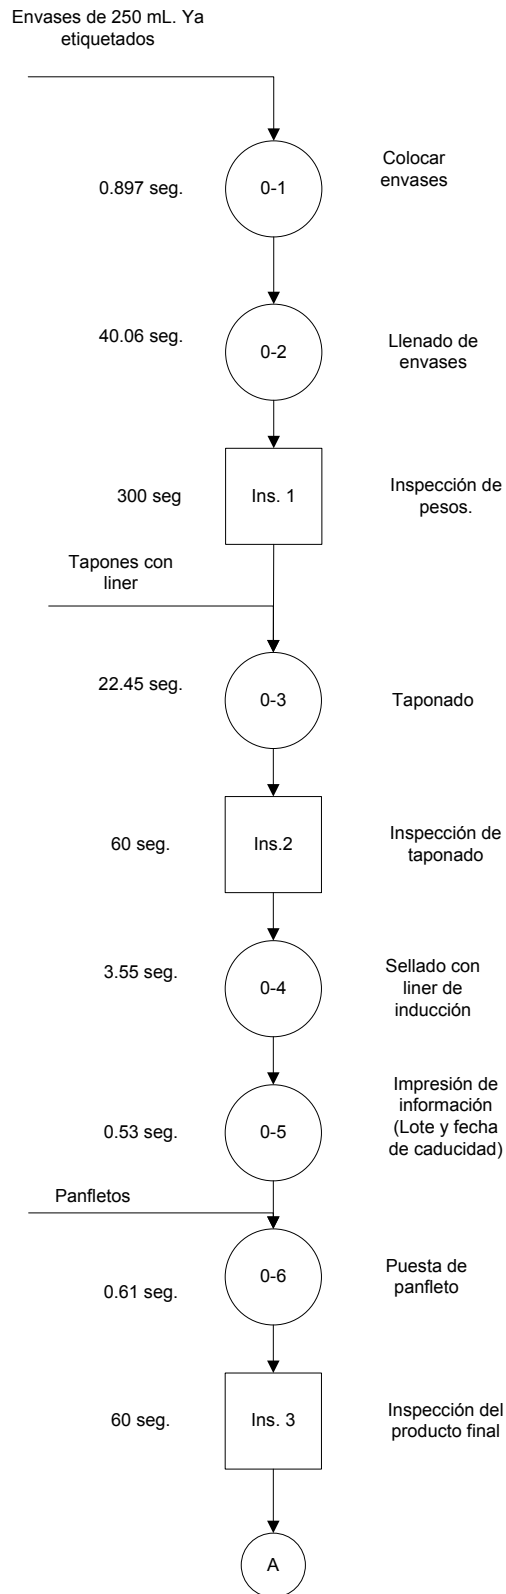 Envases de 250 mL. Ya
etiquetados
0.897 seg.
0-1
Colocar
envases
40.06 seg.
0-2
Llenado de
envases
300 seg
Ins. 1
Inspección de
pesos.
Tapones con
liner
22.45 seg.
0-3
Taponado
60 seg.
Ins.2
Inspección de
taponado
3.55 seg.
0-4
Sellado con
liner de
inducción
0.53 seg.
0-5
Impresión de
información
(Lote y fecha
de caducidad)
Panfletos
0.61 seg.
0-6
Puesta de
panfleto
60 seg.
Ins. 3
Inspección del
producto final
A